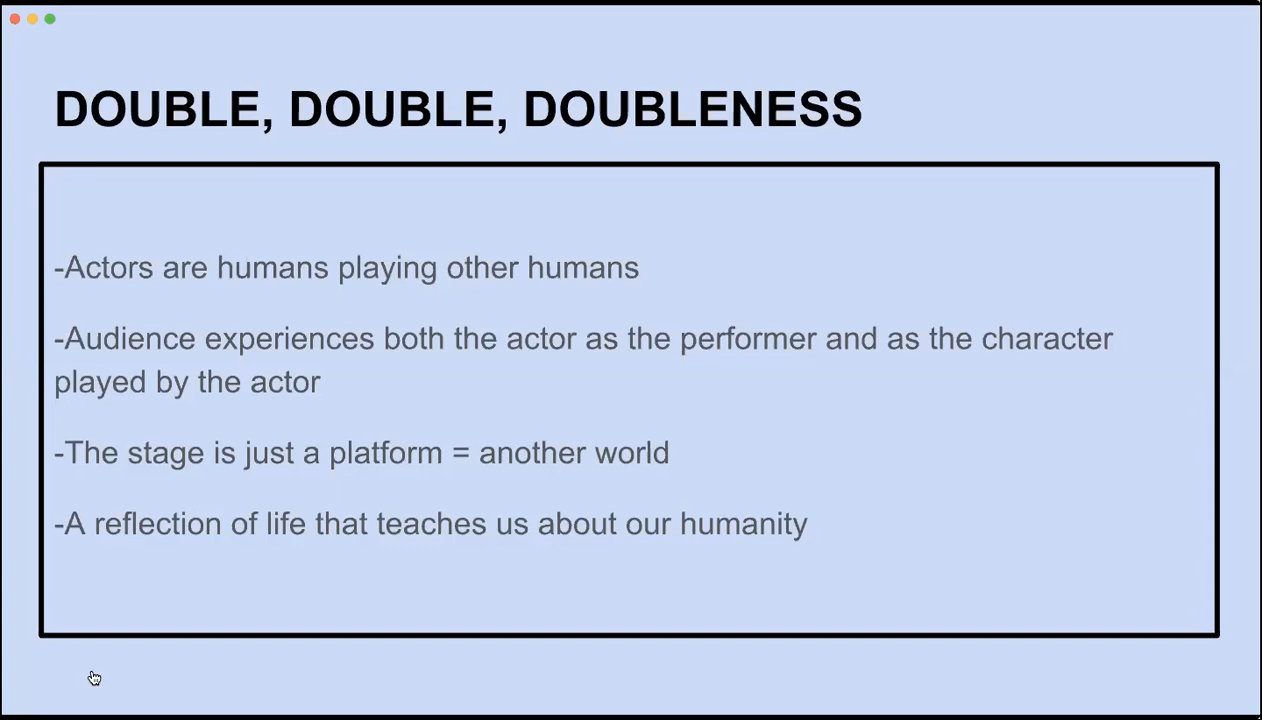 DOUBLE, DOUBLE, DOUBLENESS
-Actors are humans playing other humans
-Audience experiences both the actor as the performer and as the character
played by the actor
-The stage is just a platform = another world
-A reflection of life that teaches us about our humanity